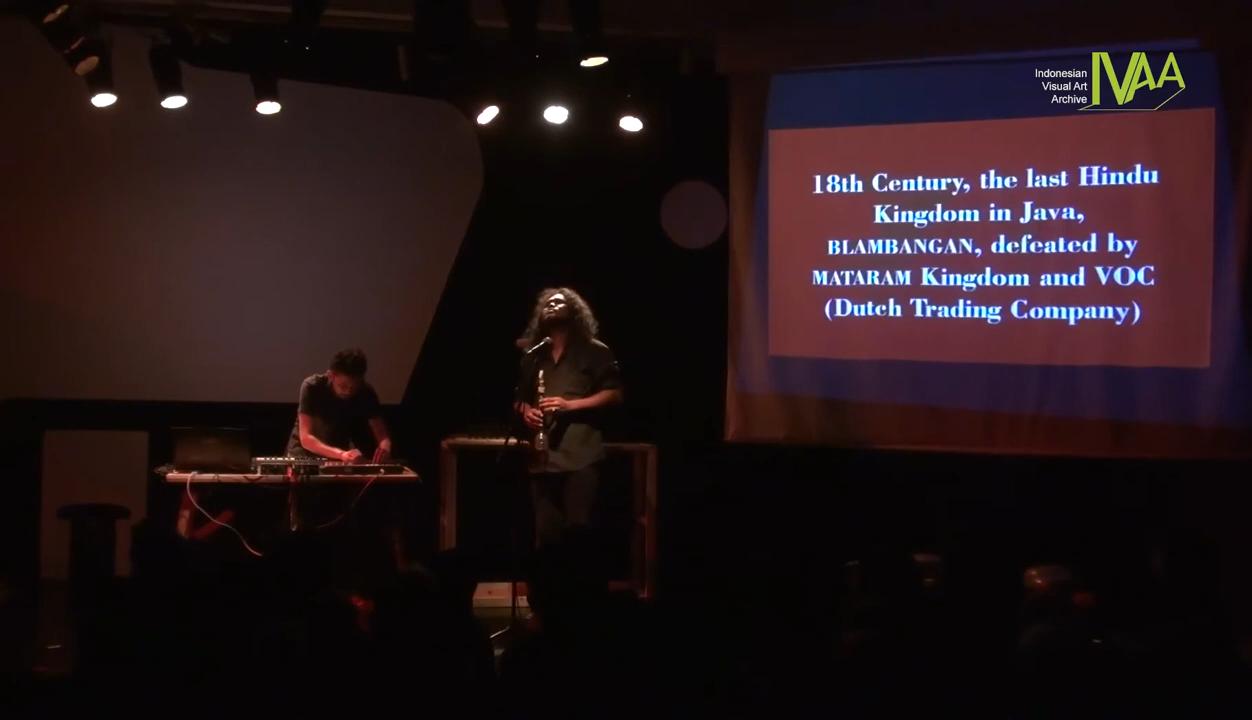 Indonesian
Visual Art
Archive
IVAA
18th Century, the last Hindu
Kingdom in Java,
BLAMBANGAN, defeated by
MATARAM Kingdom and VOC
(Dutch Trading Company)